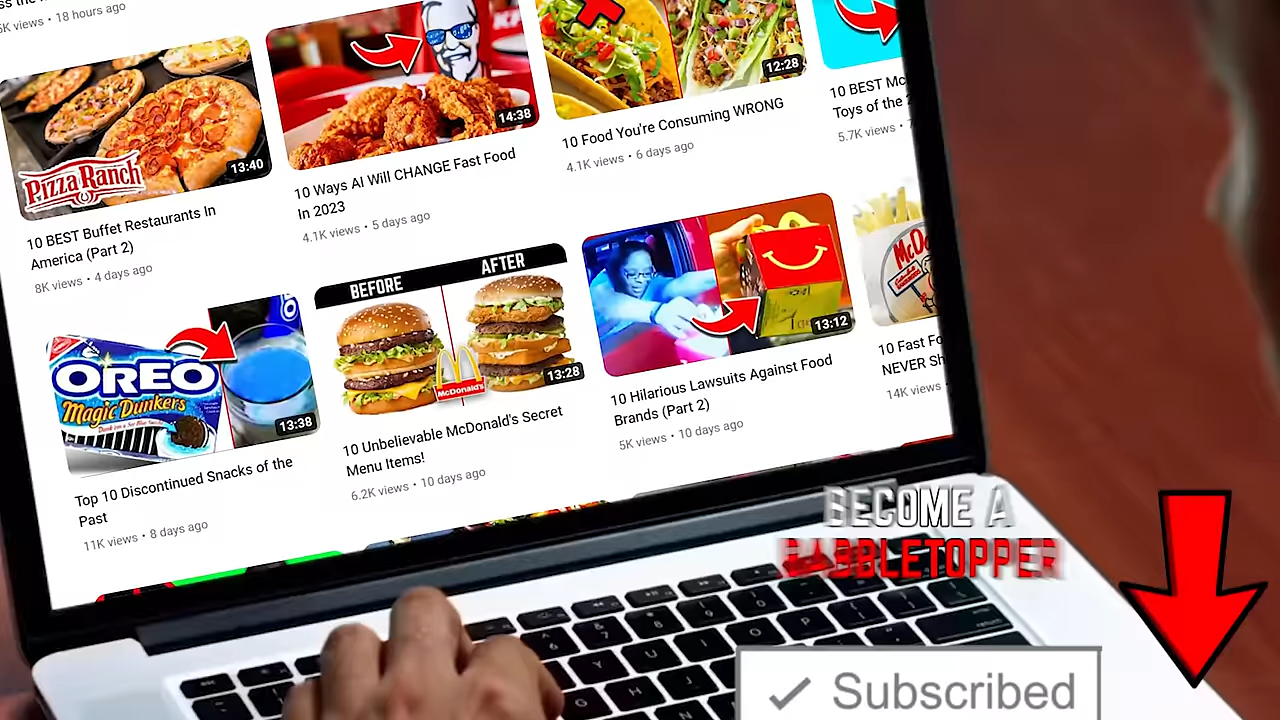 18 hours ago
13:40
Pizza Ranch
10 BEST Buffet Restaurants In
America (Part 2)
8K views • 4 days ago
14:38
10 Ways AI Will CHANGE Fast Food
In 2023
4.1K views • 5 days ago
12:28
10 Food You're Consuming WRONG
4.1K views • 6 days ago
10 BEST
Toys of the
5.7K views •
OREO
Magic Dunkers
13:38
Top 10 Discontinued Snacks of the
Past
11K views • 8 days ago
BEFORE
AFTER
McDonald's
13:28
10 Unbelievable McDonald's Secret
Menu Items!
6.2K views • 10 days ago
13:12
10 Hilarious Lawsuits Against Food
Brands (Part 2)
5K views • 10 days ago
10 Fast
NEVER
14K views
BECOME A
BABBLETOPPER
return
Subscribed